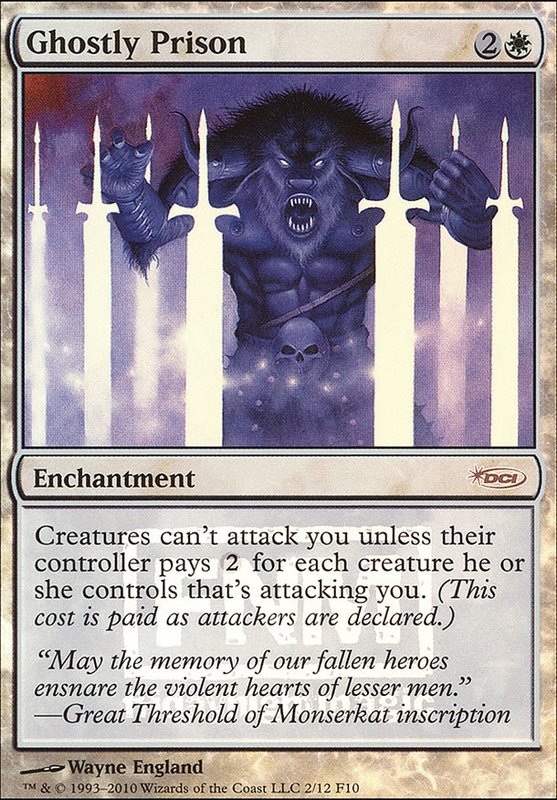 Ghostly Prison 2
Enchantment DCI
Creatures can't attack you unless their
controller pays 2 for each creature he or
she controls that's attacking you. (This
cost is paid as attackers are declared.)
FNM
"May the memory of our fallen heroes
ensnare the violent hearts of lesser men."
—Great Threshold of Monserkat inscription
Wayne England
™ & © 1993–2010 Wizards of the Coast LLC 2/12 F10